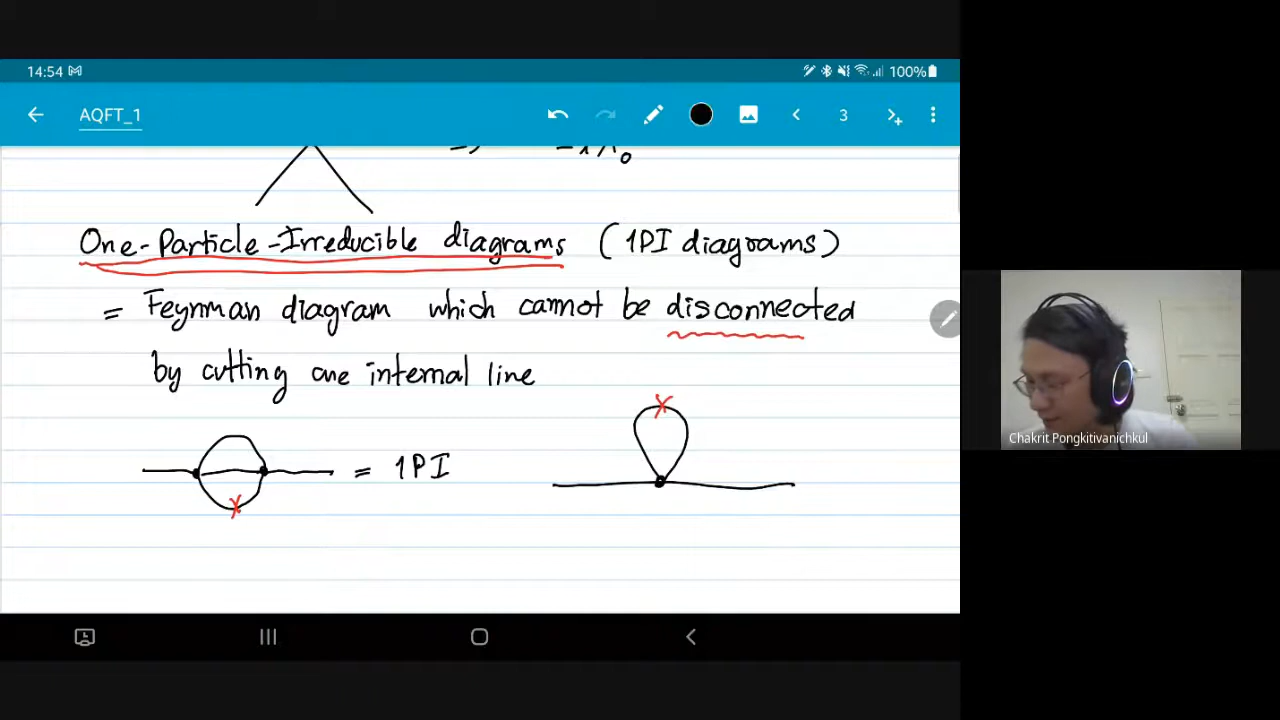 14:54
100%
AQFT_1
3
One-Particle-Irreducible diagrams (1PI diagrams)
= Feynman diagram which cannot be disconnected
by cutting one internal line
= 1PI
Chakrit Pongkitivanichkul